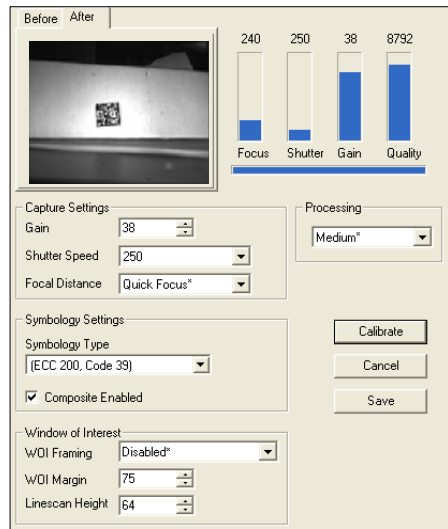 Before After
240 250 38 8792
Focus Shutter Gain Quality
Capture Settings
Gain 38
Shutter Speed 250
Focal Distance Quick Focus*
Processing
Medium*
Symbology Settings
Symbology Type
(ECC 200, Code 39)
Composite Enabled
Calibrate
Cancel
Save
Window of Interest
WOI Framing Disabled*
WOI Margin 75
Linescan Height 64